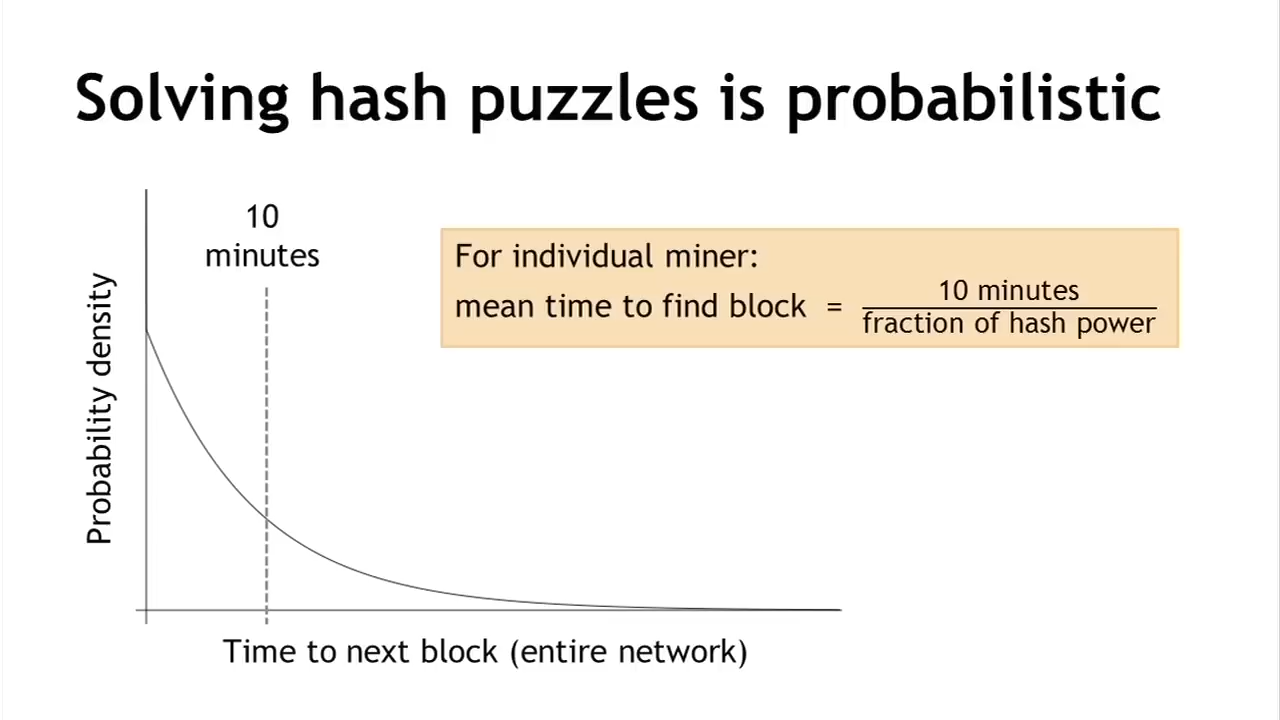 Solving hash puzzles is probabilistic
10
minutes
For individual miner:
mean time to find block = 10 minutes
fraction of hash power
Probability density
Time to next block (entire network)